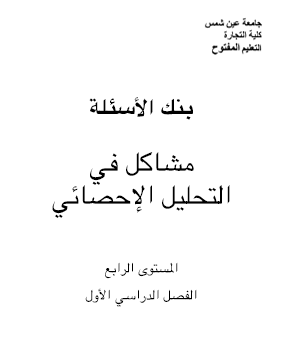 جامعة عين شمس
كلية التجارة
التعليم المفتوح
بنك الأسئلة
مشاكل في
التحليل الإحصائي
المستوى الرابع
الفصل الدراسي الأول